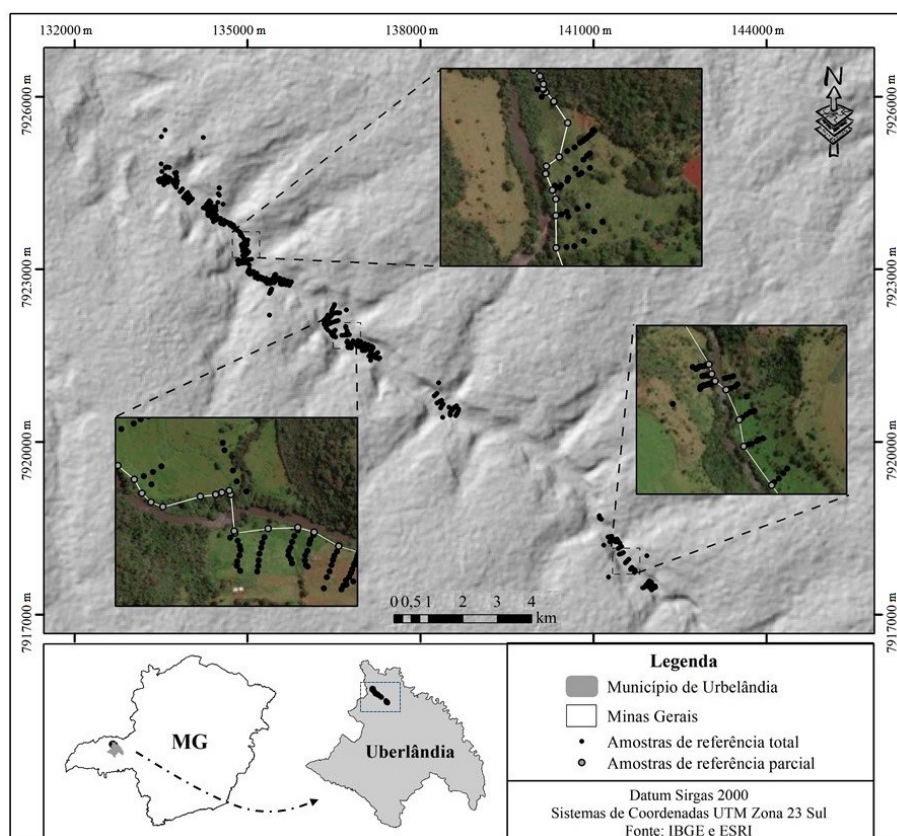 132000 m 135000 m 138000 m 141000 m 144000 m
N
7926000 m 7926000 m
7923000 m 7923000 m
7920000 m 7920000 m
7917000 m 7917000 m
0 0,5 1 2 3 4
km
MG
Uberlândia
Legenda
Município de Urbelândia
Minas Gerais
Amostras de referência total
Amostras de referência parcial
Datum Sirgas 2000
Sistemas de Coordenadas UTM Zona 23 Sul
Fonte: IBGE e ESRI